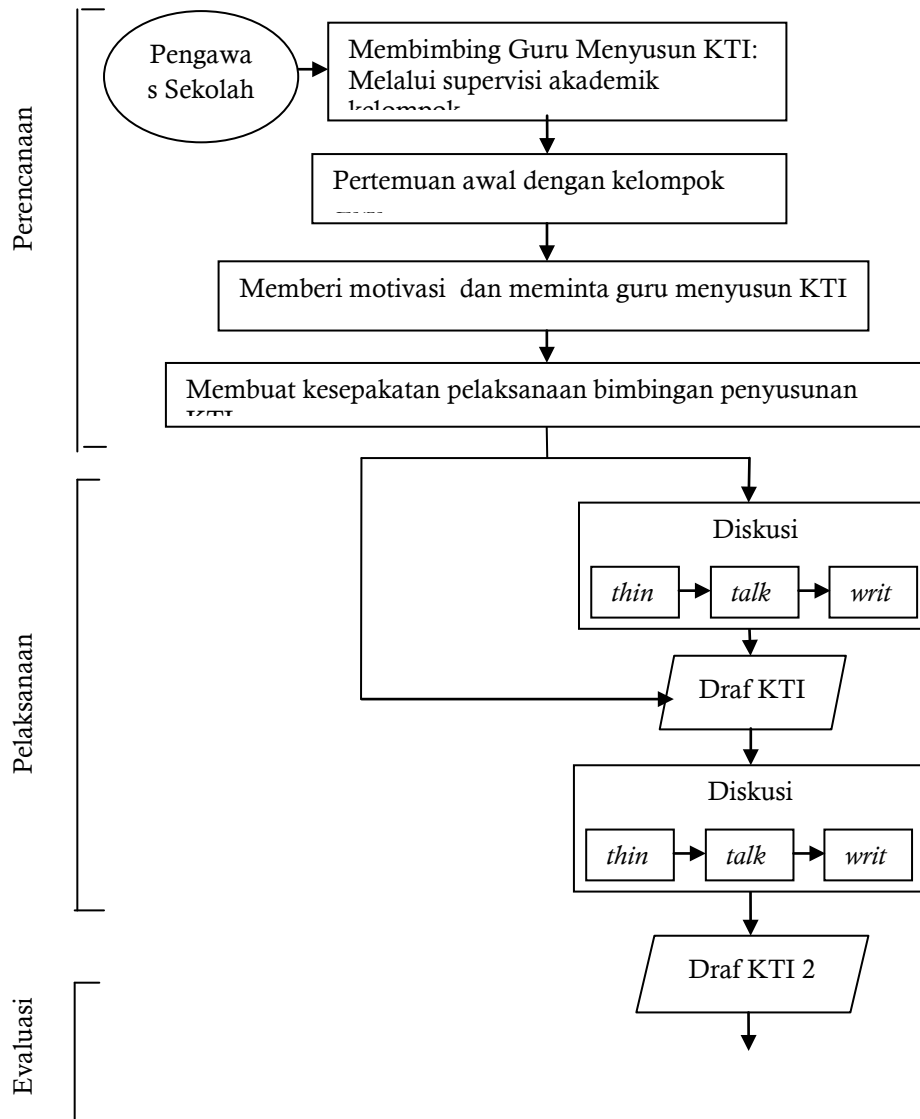 Perencanaan
Pengawa
s Sekolah
Membimbing Guru Menyusun KTI:
Melalui supervisi akademik
kelompok
Pertemuan awal dengan kelompok
Memberi motivasi dan meminta guru menyusun KTI
Membuat kesepakatan pelaksanaan bimbingan penyusunan
KTI
Pelaksanaan
Diskusi
thin
talk
writ
Draf KTI
Diskusi
thin
talk
writ
Draf KTI 2
Evaluasi